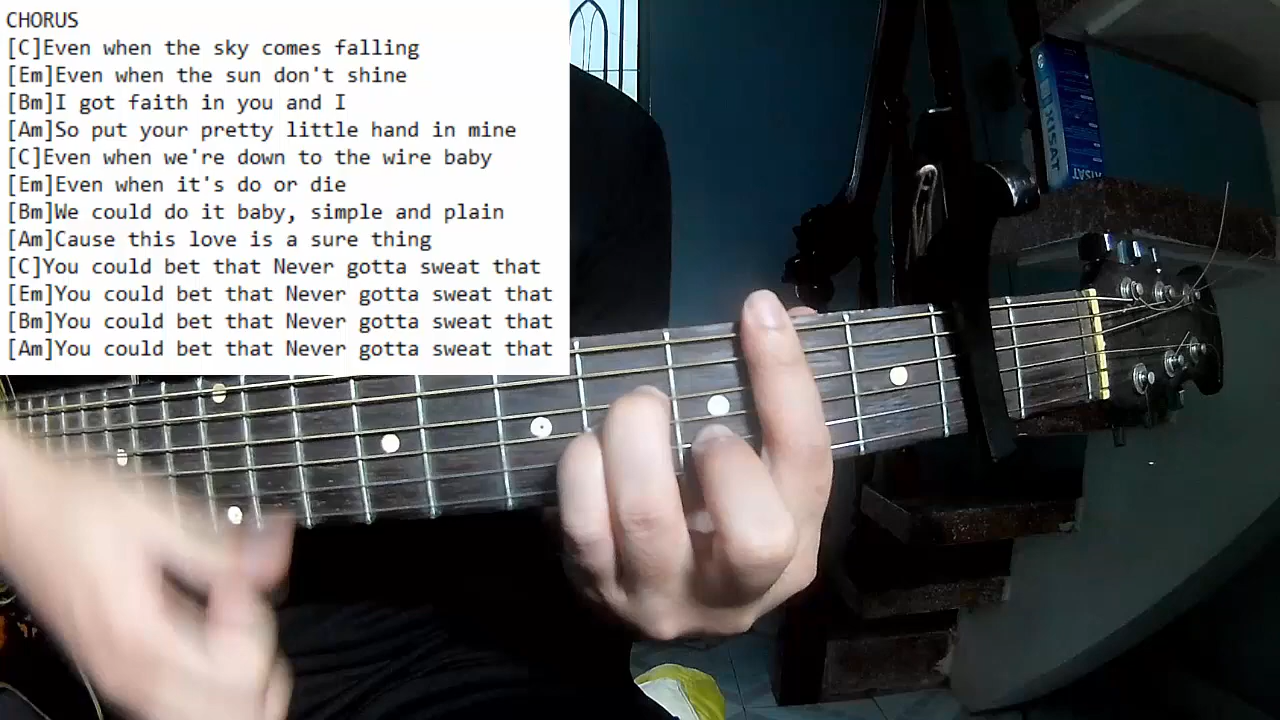 CHORUS
[C]Even when the sky comes falling
[Em]Even when the sun don't shine
[Bm]I got faith in you and I
[Am]So put your pretty little hand in mine
[C]Even when we're down to the wire baby
[Em]Even when it's do or die
[Bm]We could do it baby, simple and plain
[Am]Cause this love is a sure thing
[C]You could bet that Never gotta sweat that
[Em]You could bet that Never gotta sweat that
[Bm]You could bet that Never gotta sweat that
[Am]You could bet that Never gotta sweat that
XISAT
XISAT